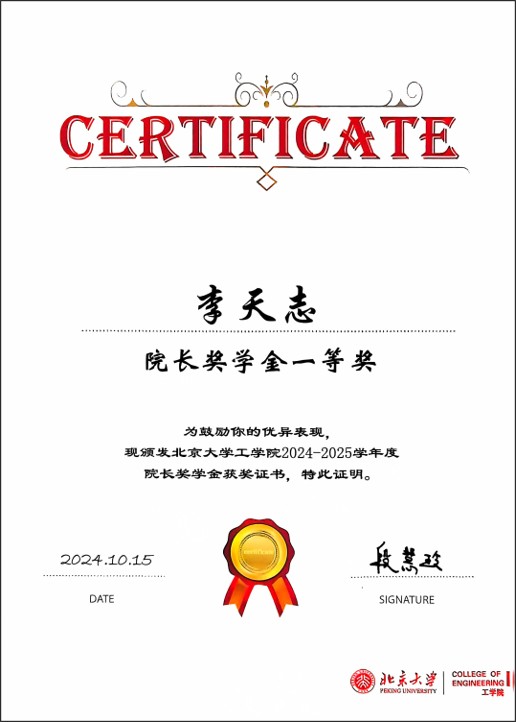 CERTIFICATE
李天志
院长奖学金一等奖
为鼓励你的优异表现，
现颁发北京大学工学院2024-2025学年度
院长奖学金获奖证书，特此证明。
2024.10.15
段慧玲
DATE
SIGNATURE
北京大学
PEKING UNIVERSITY
COLLEGE OF
ENGINEERING
工学院